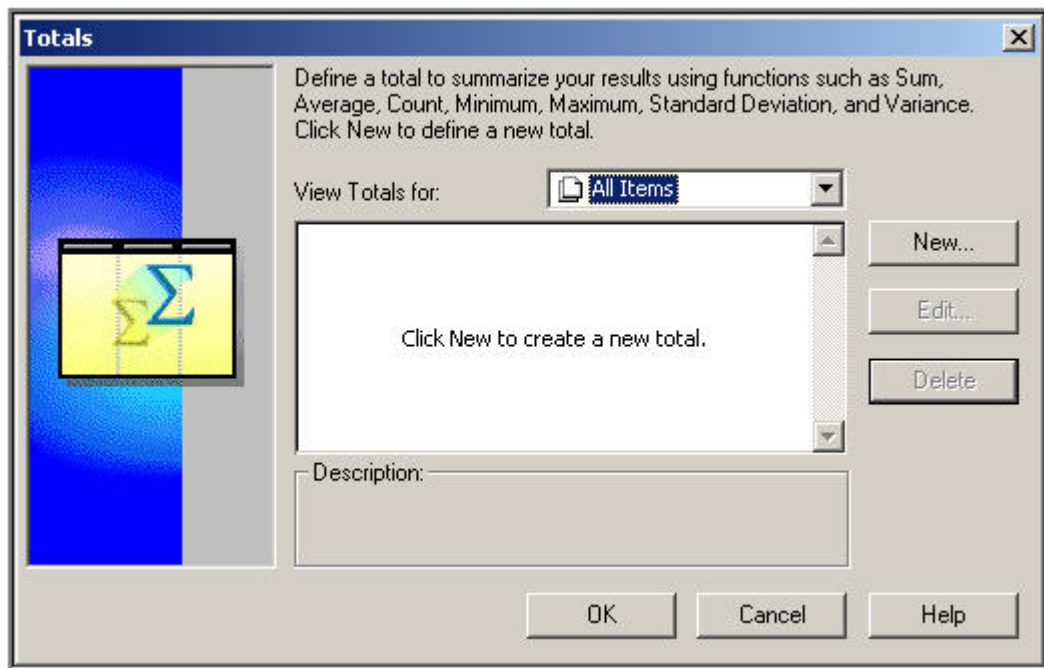 Totals
Define a total to summarize your results using functions such as Sum,
Average, Count, Minimum, Maximum, Standard Deviation, and Variance.
Click New to define a new total.
View Totals for:
All Items
New...
Edit...
Click New to create a new total.
Delete
Description:
OK
Cancel
Help